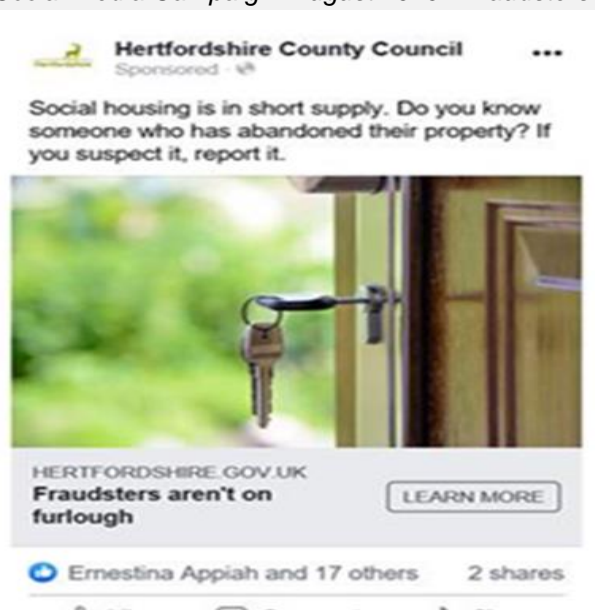 Hertfordshire County Council
Sponsored
Social housing is in short supply. Do you know
someone who has abandoned their property? If
you suspect it, report it.
HERTFORDSHIRE.GOV.UK
Fraudsters aren't on
furlough
LEARN MORE
Ernestina Appiah and 17 others 2 shares